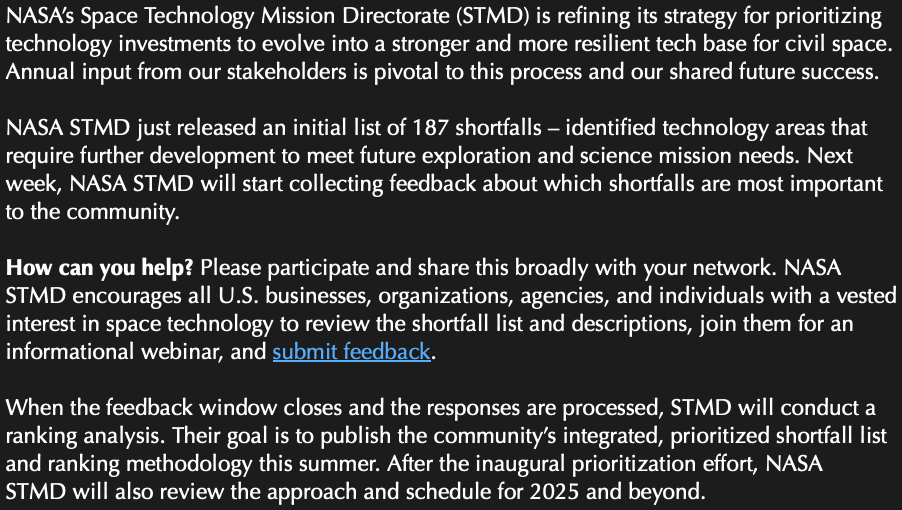 NASA's Space Technology Mission Directorate (STMD) is refining its strategy for prioritizing
technology investments to evolve into a stronger and more resilient tech base for civil space.
Annual input from our stakeholders is pivotal to this process and our shared future success.
NASA STMD just released an initial list of 187 shortfalls – identified technology areas that
require further development to meet future exploration and science mission needs. Next
week, NASA STMD will start collecting feedback about which shortfalls are most important
to the community.
How can you help? Please participate and share this broadly with your network. NASA
STMD encourages all U.S. businesses, organizations, agencies, and individuals with a vested
interest in space technology to review the shortfall list and descriptions, join them for an
informational webinar, and submit feedback.
When the feedback window closes and the responses are processed, STMD will conduct a
ranking analysis. Their goal is to publish the community's integrated, prioritized shortfall list
and ranking methodology this summer. After the inaugural prioritization effort, NASA
STMD will also review the approach and schedule for 2025 and beyond.